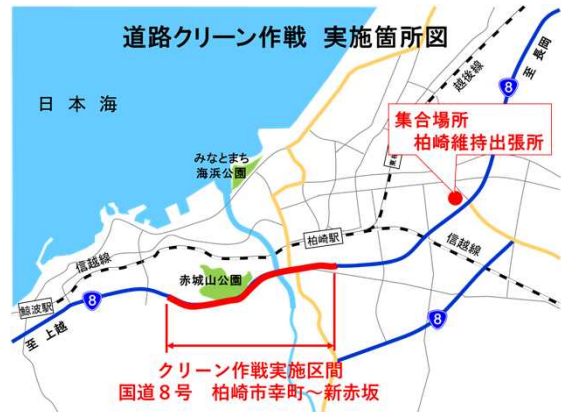 道路クリーン作戦 実施箇所図
日本海
越後線
至 長岡
8
集合場所
柏崎維持出張所
みなとまち
海浜公園
柏崎駅
信越線
信越線
赤城山公園
鯨波駅
8
至 上越
8
クリーン作戦実施区間
国道8号 柏崎市幸町~新赤坂